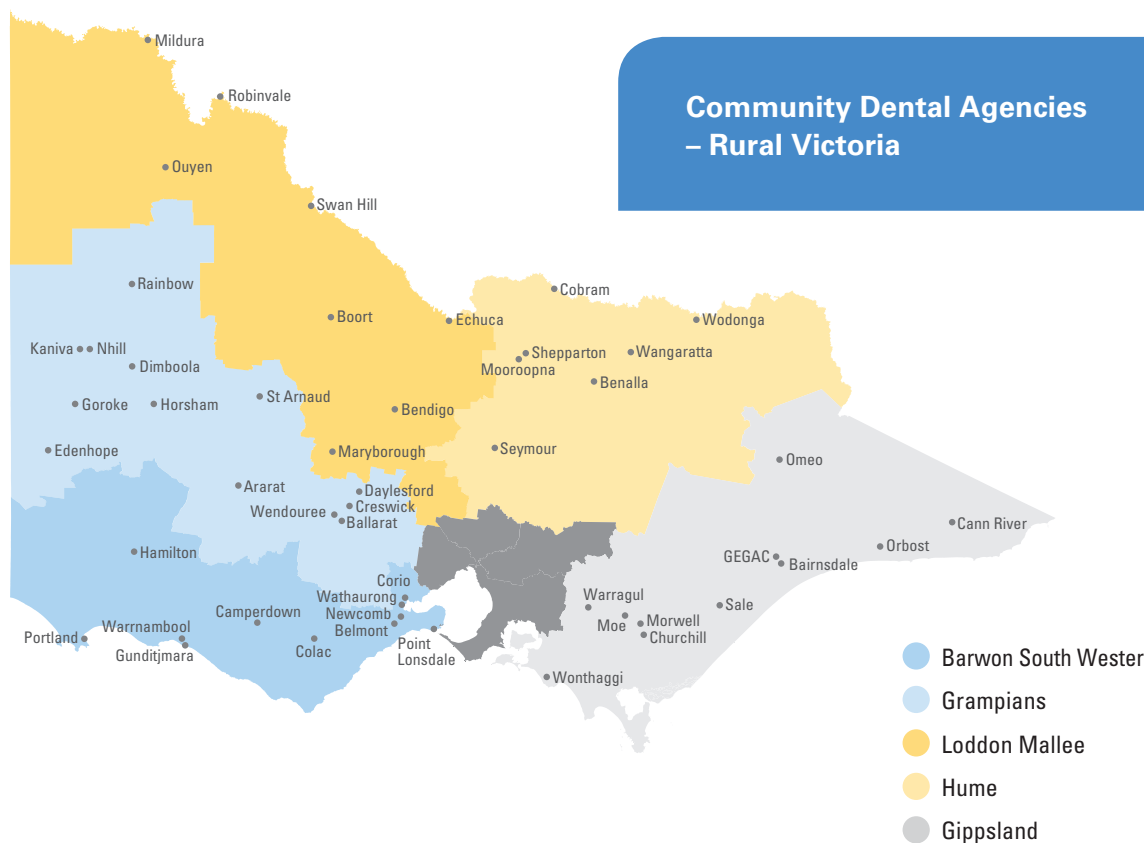 Community Dental Agencies
– Rural Victoria
Mildura
Robinvale
Ouyen
Swan Hill
Rainbow
Cobram
Boort
Echuca
Wodonga
Kaniva
Nhill
Shepparton
Wangaratta
Mooroopna
Dimboola
Benalla
St Arnaud
Goroke
Horsham
Bendigo
Edenhope
Maryborough
Seymour
Omeo
Ararat
Daylesford
Creswick
Wendouree
Ballarat
Cann River
Hamilton
Orbost
GEGAC
Bairnsdale
Corio
Wathaurong
Camperdown
Newcomb
Belmont
Warragul
Sale
Moe
Morwell
Churchill
Portland
Warrnambool
Gunditjmara
Colac
Point
Lonsdale
Wonthaggi
Barwon South Wester
Grampians
Loddon Mallee
Hume
Gippsland